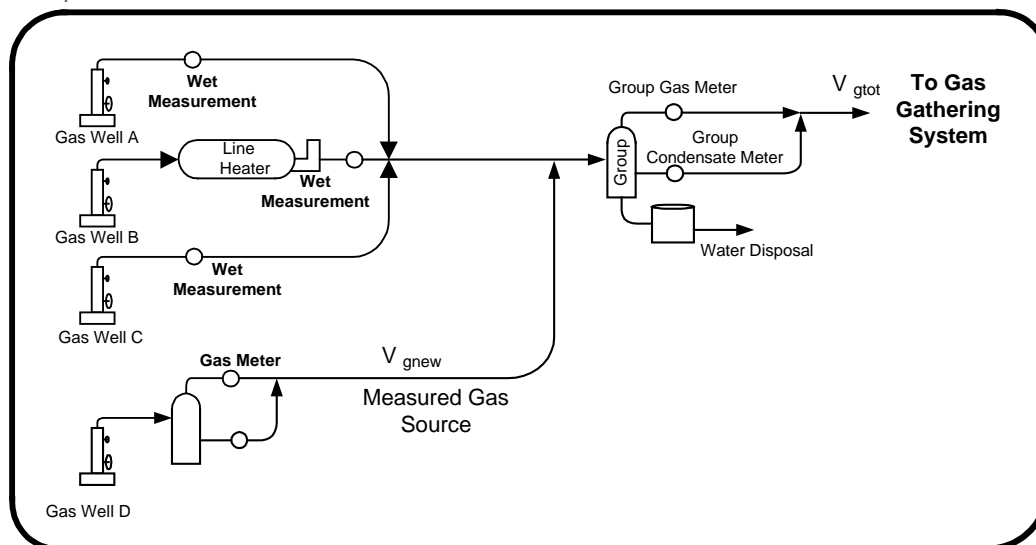 Wet
Measurement
Gas Well A
Line
Heater
Wet
Measurement
Gas Well B
Wet
Measurement
Gas Well C
Group Gas Meter
Group
Condensate Meter
Group
Water Disposal
V gtot
To Gas
Gathering
System
Gas Meter
V gnew
Measured Gas
Source
Gas Well D